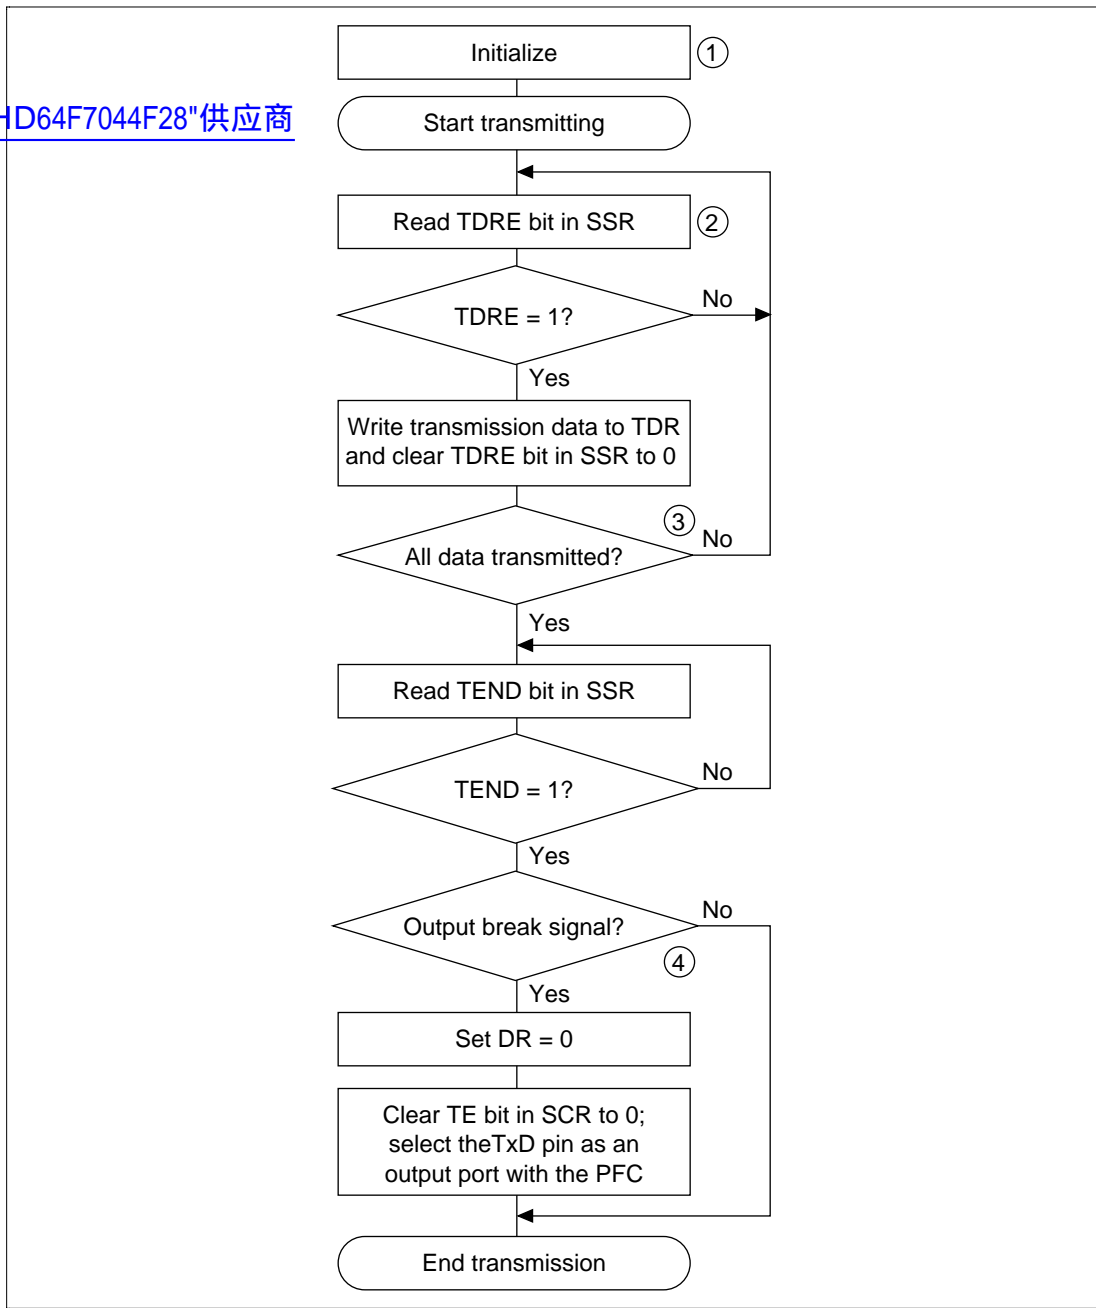 Initialize
①
HD64F7044F28"供应商
Start transmitting
Read TDRE bit in SSR
②
TDRE = 1?
No
Yes
Write transmission data to TDR
and clear TDRE bit in SSR to 0
③
All data transmitted?
No
Yes
Read TEND bit in SSR
TEND = 1?
No
Yes
Output break signal?
No
④
Yes
Set DR = 0
Clear TE bit in SCR to 0;
select theTxD pin as an
output port with the PFC
End transmission